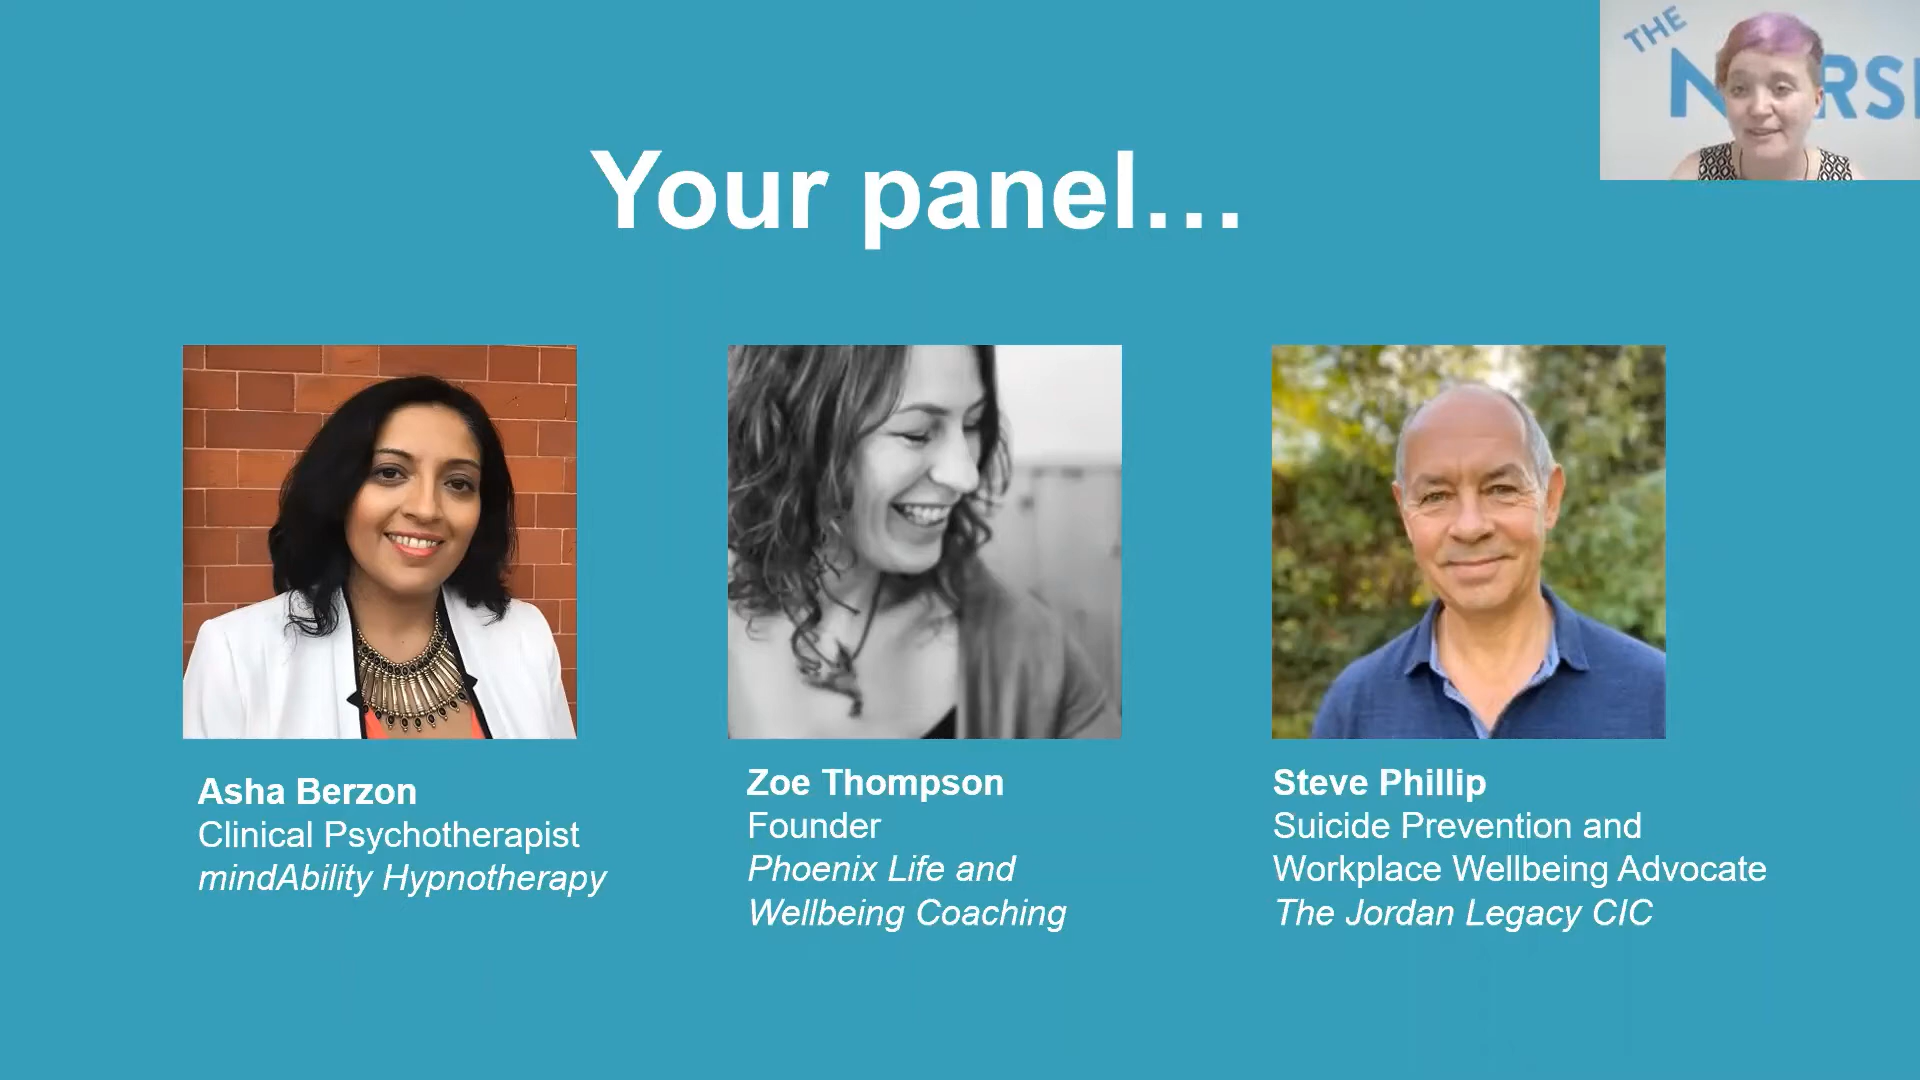 THE
Your panel…
Asha Berzon
Clinical Psychotherapist
mindAbility Hypnotherapy
Zoe Thompson
Founder
Phoenix Life and
Wellbeing Coaching
Steve Phillip
Suicide Prevention and
Workplace Wellbeing Advocate
The Jordan Legacy CIC